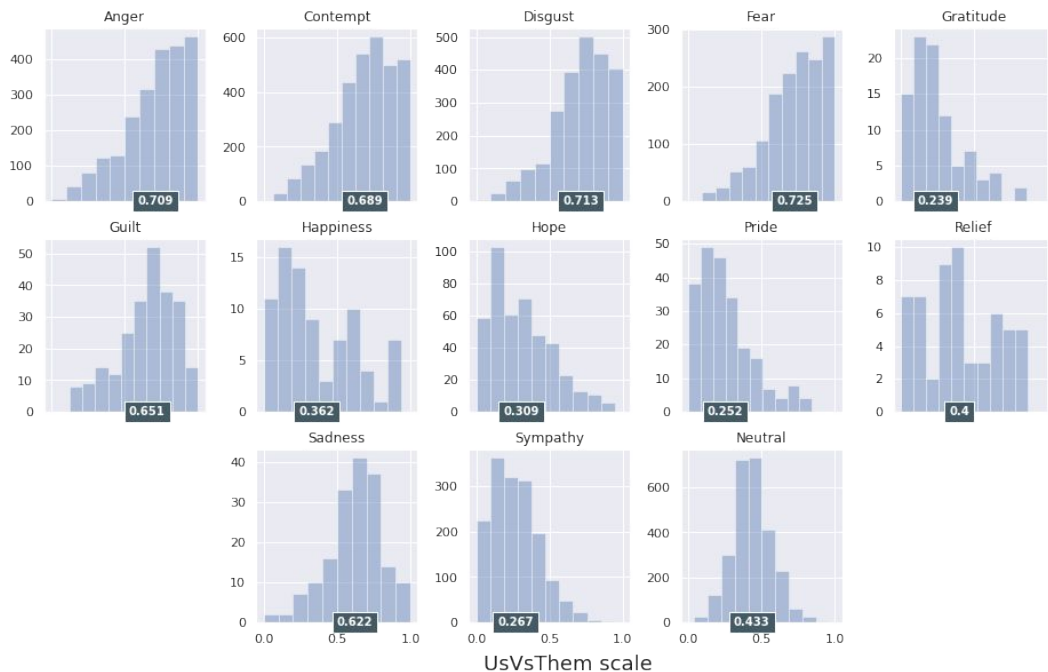 Anger Contempt Disgust Fear Gratitude
400 300 200 100 0
0.709
600 400 200 0
0.689
500 400 300 200 100 0
0.713
300 200 100 0
0.725
20 15 10 5 0
0.239
Guilt Happiness Hope Pride Relief
50 40 30 20 10 0
0.651
15 10 5 0
0.362
100 80 60 40 20 0
0.309
50 40 30 20 10 0
0.252
10 8 6 4 2 0
0.4
Sadness Sympathy Neutral
40 30 20 10 0
0.622
0.0 0.5 1.0
300 200 100 0
0.267
0.0 0.5 1.0
600 400 200 0
0.433
0.0 0.5 1.0
UsVsThem scale